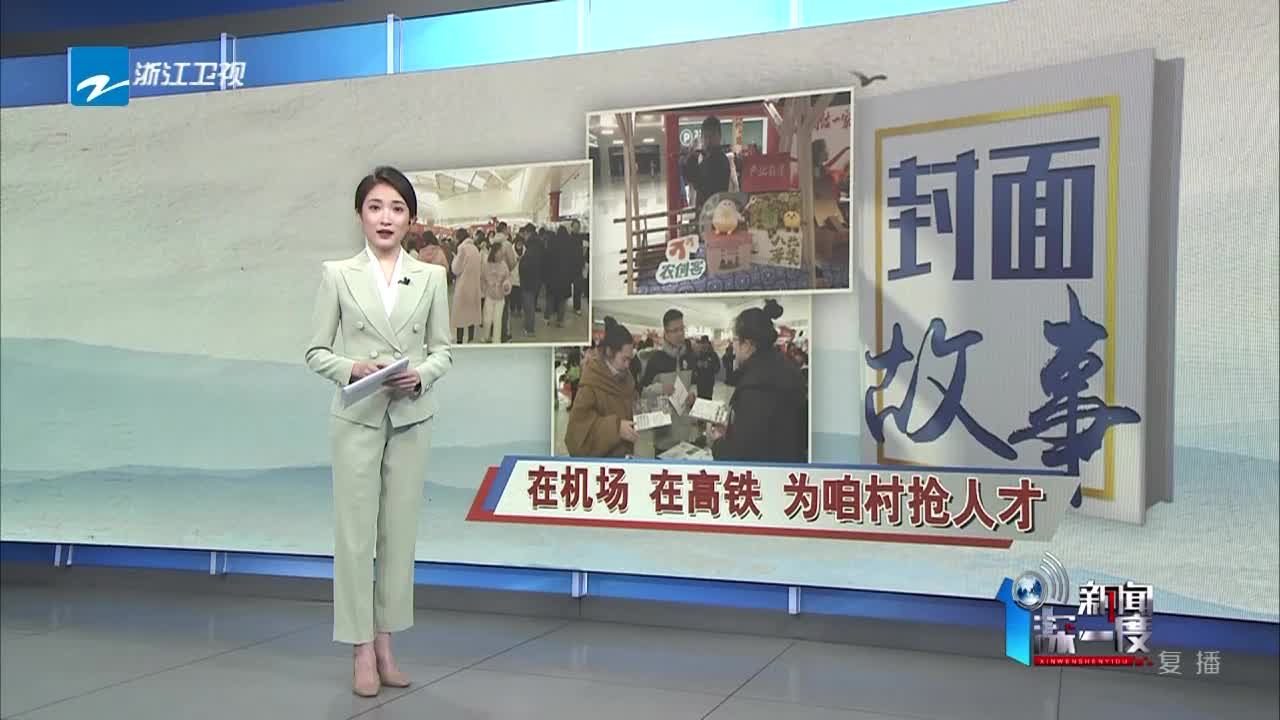 浙江卫视
封面
故事
农创客
在机场 在高铁 为咱村抢人才
新闻
深一度
XINWENSHENYIDU
复播